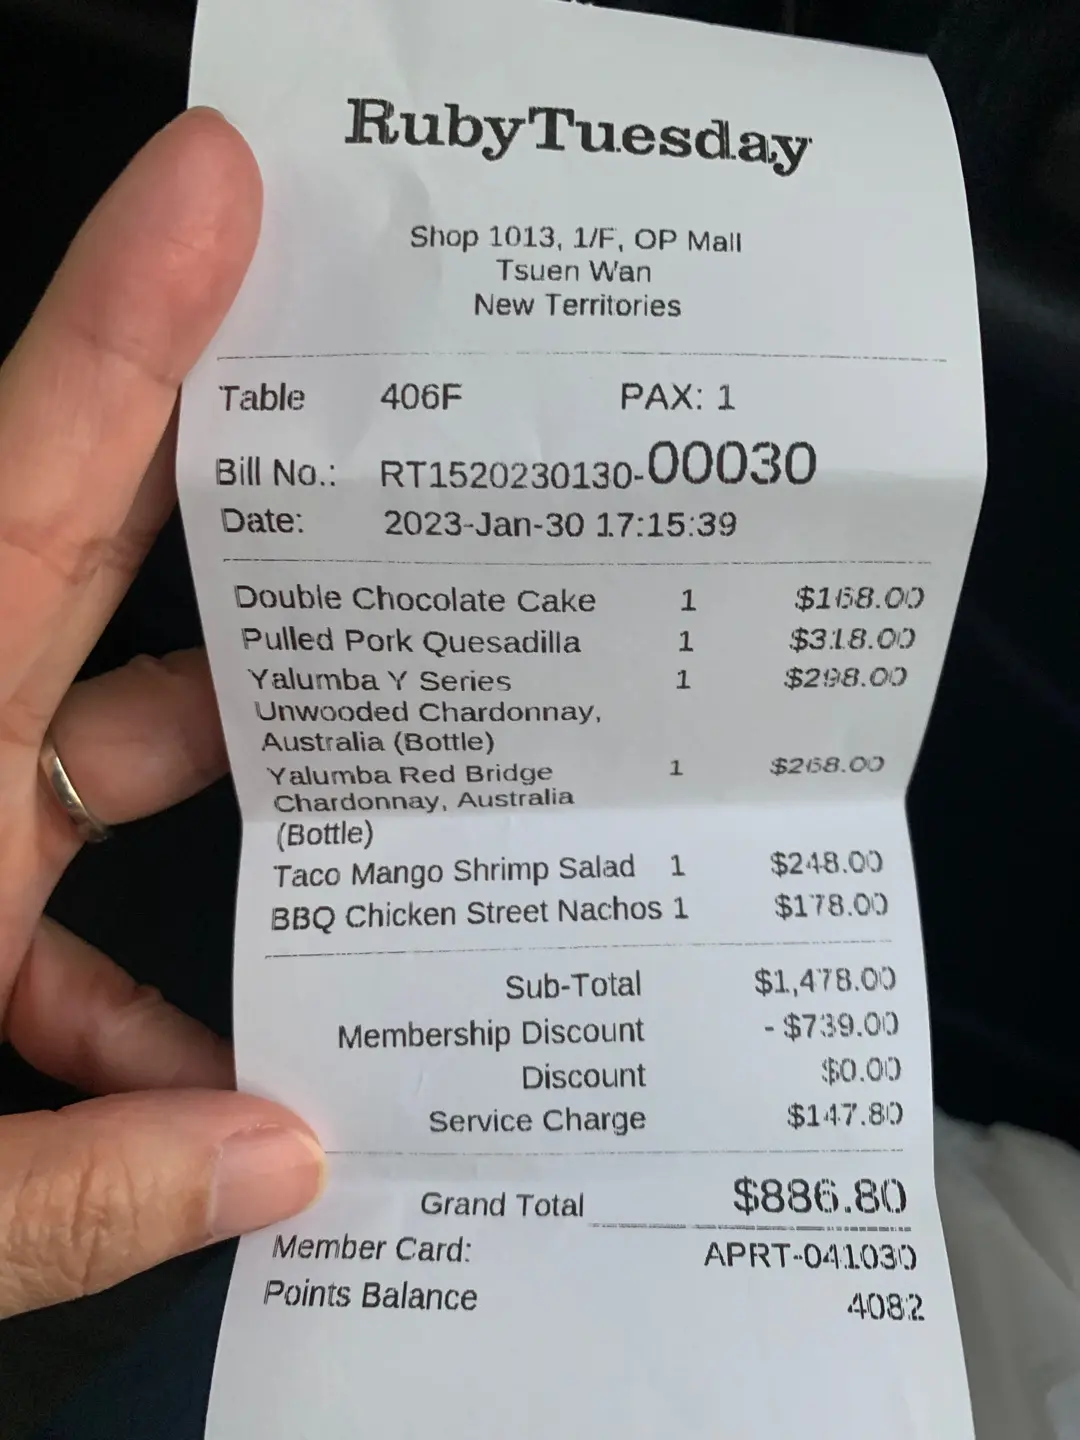 RubyTuesday
Shop 1013, 1/F, OP Mall
Tsuen Wan
New Territories
Table 406F PAX: 1
Bill No.: RT1520230130-00030
Date: 2023-Jan-30 17:15:39
Double Chocolate Cake 1 $168.00
Pulled Pork Quesadilla 1 $318.00
Yalumba Y Series 1 $298.00
Unwooded Chardonnay,
Australia (Bottle)
Yalumba Red Bridge 1 $268.00
Chardonnay, Australia
(Bottle)
Taco Mango Shrimp Salad 1 $248.00
BBQ Chicken Street Nachos 1 $178.00
Sub-Total $1,478.00
Membership Discount - $739.00
Discount $0.00
Service Charge $147.80
Grand Total $886.80
Member Card: APRT-041030
Points Balance 4082